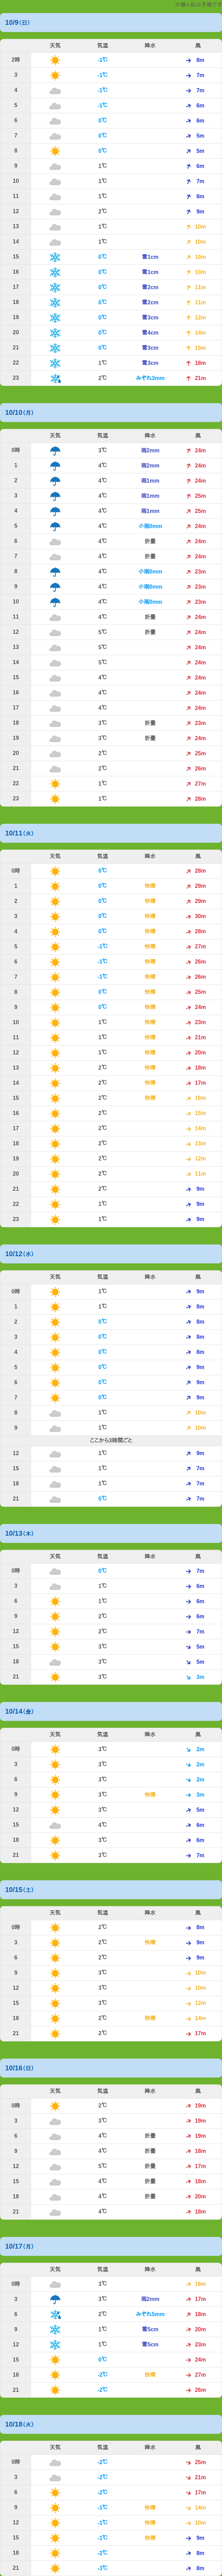 ※槍ヶ岳の予報です
10/9(日)
天気 気温 降水 風
2時 -1℃ 8m
3 -1℃ 7m
4 -1℃ 7m
5 -1℃ 6m
6 0℃ 6m
7 0℃ 5m
8 0℃ 5m
9 1℃ 6m
10 1℃ 7m
11 1℃ 8m
12 2℃ 9m
13 1℃ 10m
14 1℃ 10m
15 0℃ 雪1cm 10m
16 0℃ 雪1cm 10m
17 0℃ 雪2cm 11m
18 0℃ 雪2cm 11m
19 0℃ 雪3cm 12m
20 0℃ 雪4cm 14m
21 0℃ 雪3cm 15m
22 1℃ 雪3cm 18m
23 2℃ みぞれ3mm 21m
10/10(月)
天気 気温 降水 風
0時 3℃ 雨2mm 24m
1 4℃ 雨2mm 24m
2 4℃ 雨1mm 24m
3 4℃ 雨1mm 25m
4 4℃ 雨1mm 25m
5 4℃ 小雨0mm 24m
6 4℃ 折曇 24m
7 4℃ 折曇 24m
8 4℃ 小雨0mm 23m
9 4℃ 小雨0mm 23m
10 4℃ 小雨0mm 23m
11 4℃ 折曇 24m
12 5℃ 折曇 24m
13 5℃ 24m
14 5℃ 24m
15 4℃ 24m
16 4℃ 24m
17 4℃ 24m
18 3℃ 折曇 23m
19 3℃ 折曇 24m
20 2℃ 25m
21 2℃ 26m
22 1℃ 27m
23 1℃ 28m
10/11(火)
天気 気温 降水 風
0時 0℃ 28m
1 0℃ 快晴 29m
2 0℃ 快晴 29m
3 0℃ 快晴 30m
4 0℃ 快晴 28m
5 -1℃ 快晴 27m
6 -1℃ 快晴 26m
7 -1℃ 快晴 26m
8 0℃ 快晴 25m
9 0℃ 快晴 24m
10 1℃ 快晴 23m
11 1℃ 快晴 21m
12 1℃ 快晴 20m
13 2℃ 快晴 18m
14 2℃ 快晴 17m
15 2℃ 快晴 16m
16 2℃ 15m
17 2℃ 14m
18 2℃ 13m
19 2℃ 12m
20 2℃ 11m
21 1℃ 9m
22 1℃ 9m
23 1℃ 9m
10/12(水)
天気 気温 降水 風
0時 1℃ 9m
1 1℃ 8m
2 0℃ 8m
3 0℃ 8m
4 0℃ 8m
5 0℃ 9m
6 0℃ 9m
7 0℃ 9m
8 1℃ 10m
9 1℃ 10m
ここから3時間ごと
12 1℃ 9m
15 1℃ 7m
18 1℃ 7m
21 0℃ 7m
10/13(木)
天気 気温 降水 風
0時 0℃ 7m
3 1℃ 6m
6 1℃ 6m
9 2℃ 6m
12 2℃ 7m
15 3℃ 5m
18 3℃ 5m
21 3℃ 3m
10/14(金)
天気 気温 降水 風
0時 3℃ 2m
3 3℃ 2m
6 3℃ 2m
9 3℃ 快晴 3m
12 3℃ 5m
15 4℃ 6m
18 3℃ 6m
21 3℃ 7m
10/15(土)
天気 気温 降水 風
0時 2℃ 8m
3 2℃ 快晴 9m
6 2℃ 9m
9 3℃ 10m
12 3℃ 10m
15 3℃ 12m
18 2℃ 快晴 14m
21 2℃ 17m
10/16(日)
天気 気温 降水 風
0時 2℃ 19m
3 3℃ 19m
6 4℃ 折曇 19m
9 4℃ 折曇 18m
12 5℃ 折曇 17m
15 4℃ 折曇 18m
18 4℃ 折曇 20m
21 4℃ 18m
10/17(月)
天気 気温 降水 風
0時 3℃ 16m
3 3℃ 雨2mm 17m
6 2℃ みぞれ5mm 18m
9 1℃ 雪5cm 20m
12 1℃ 雪5cm 23m
15 0℃ 24m
18 -2℃ 快晴 27m
21 -2℃ 26m
10/18(火)
天気 気温 降水 風
0時 -2℃ 25m
3 -2℃ 21m
6 -2℃ 17m
9 -1℃ 快晴 14m
12 -1℃ 快晴 10m
15 -1℃ 快晴 9m
18 -2℃ 8m
21 -3℃ 8m